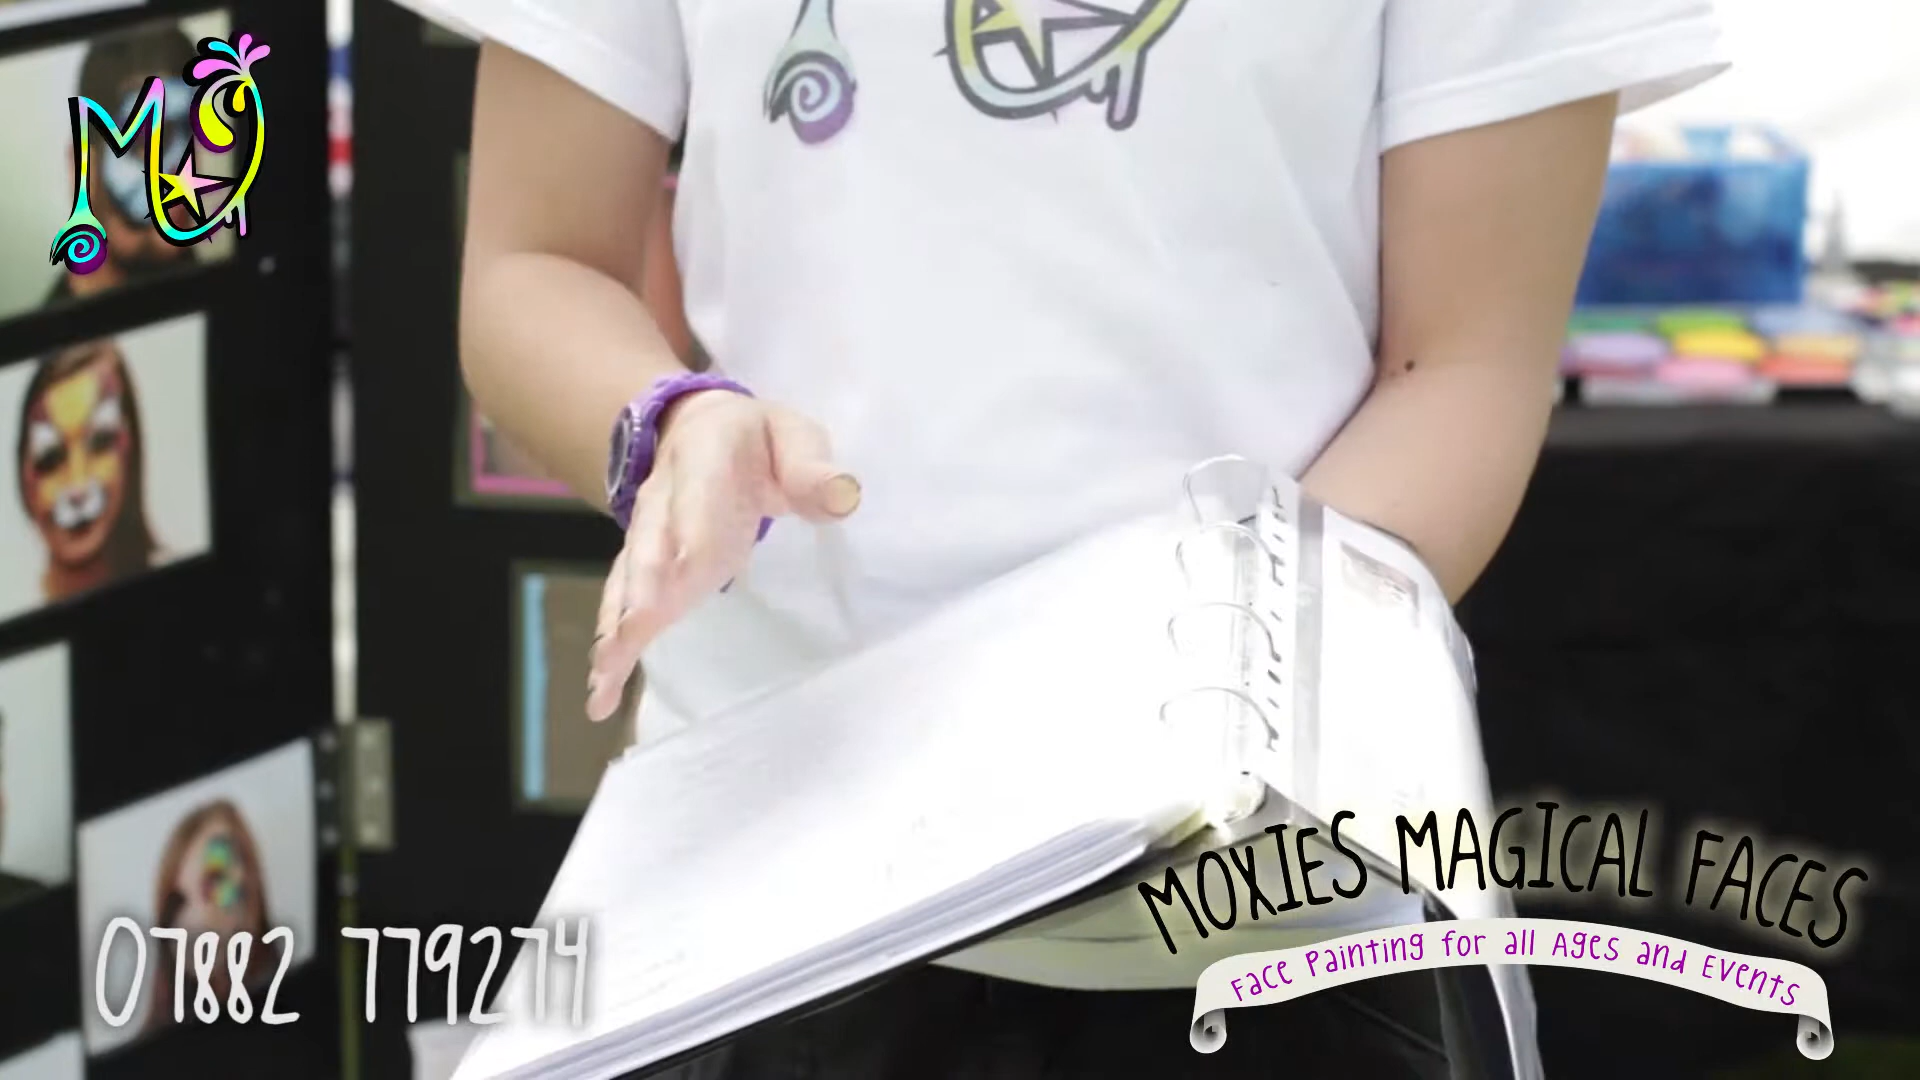 07882 779274
MOXIES MAGICAL FACES
Face Painting for all Ages and Events